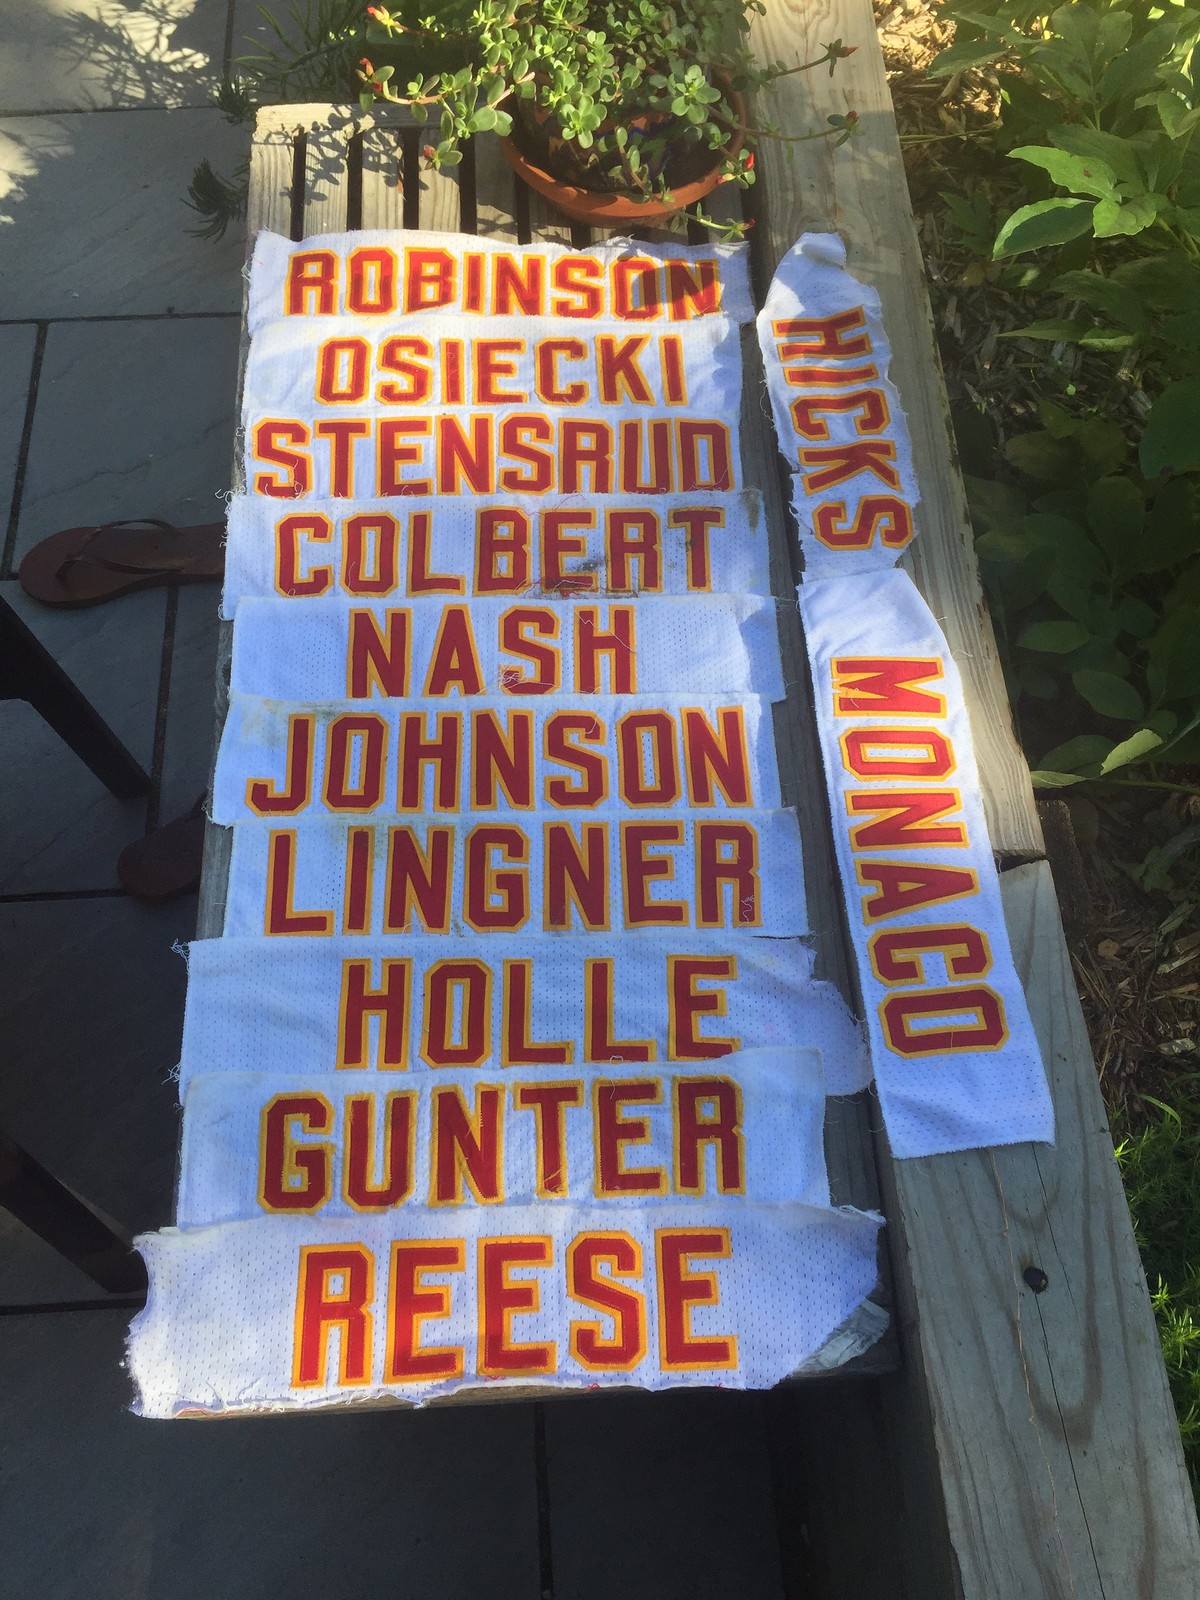 ROBINSON
OSIECKI
STENSRUD
COLBERT
NASH
JOHNSON
LINGNER
HOLLE
GUNTER
REESE
HICKS
MONACO